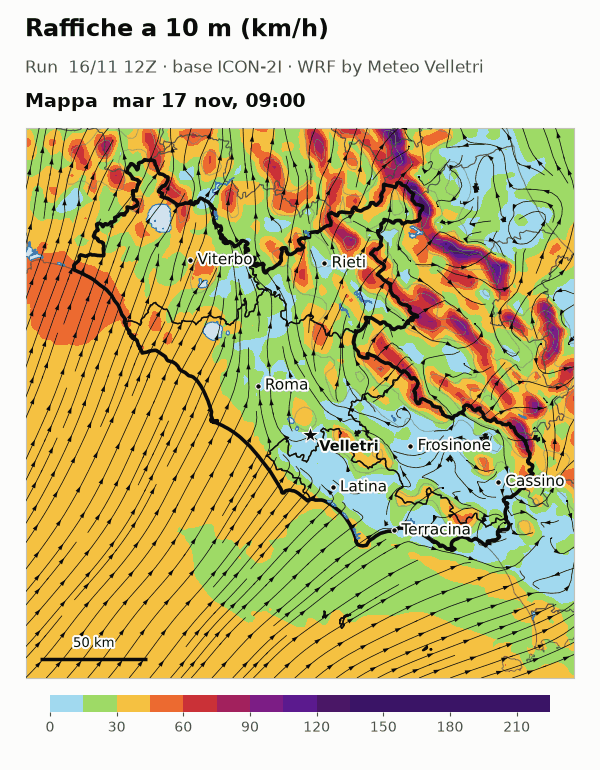 Raffiche a 10 m (km/h)
Run  16/11 12Z · base ICON-2I · WRF by Meteo Velletri
Mappa  mar 17 nov, 09:00
Viterbo
Rieti
Roma
Velletri
Frosinone
Cassino
Latina
Terracina
50 km
0 30 60 90 120 150 180 210